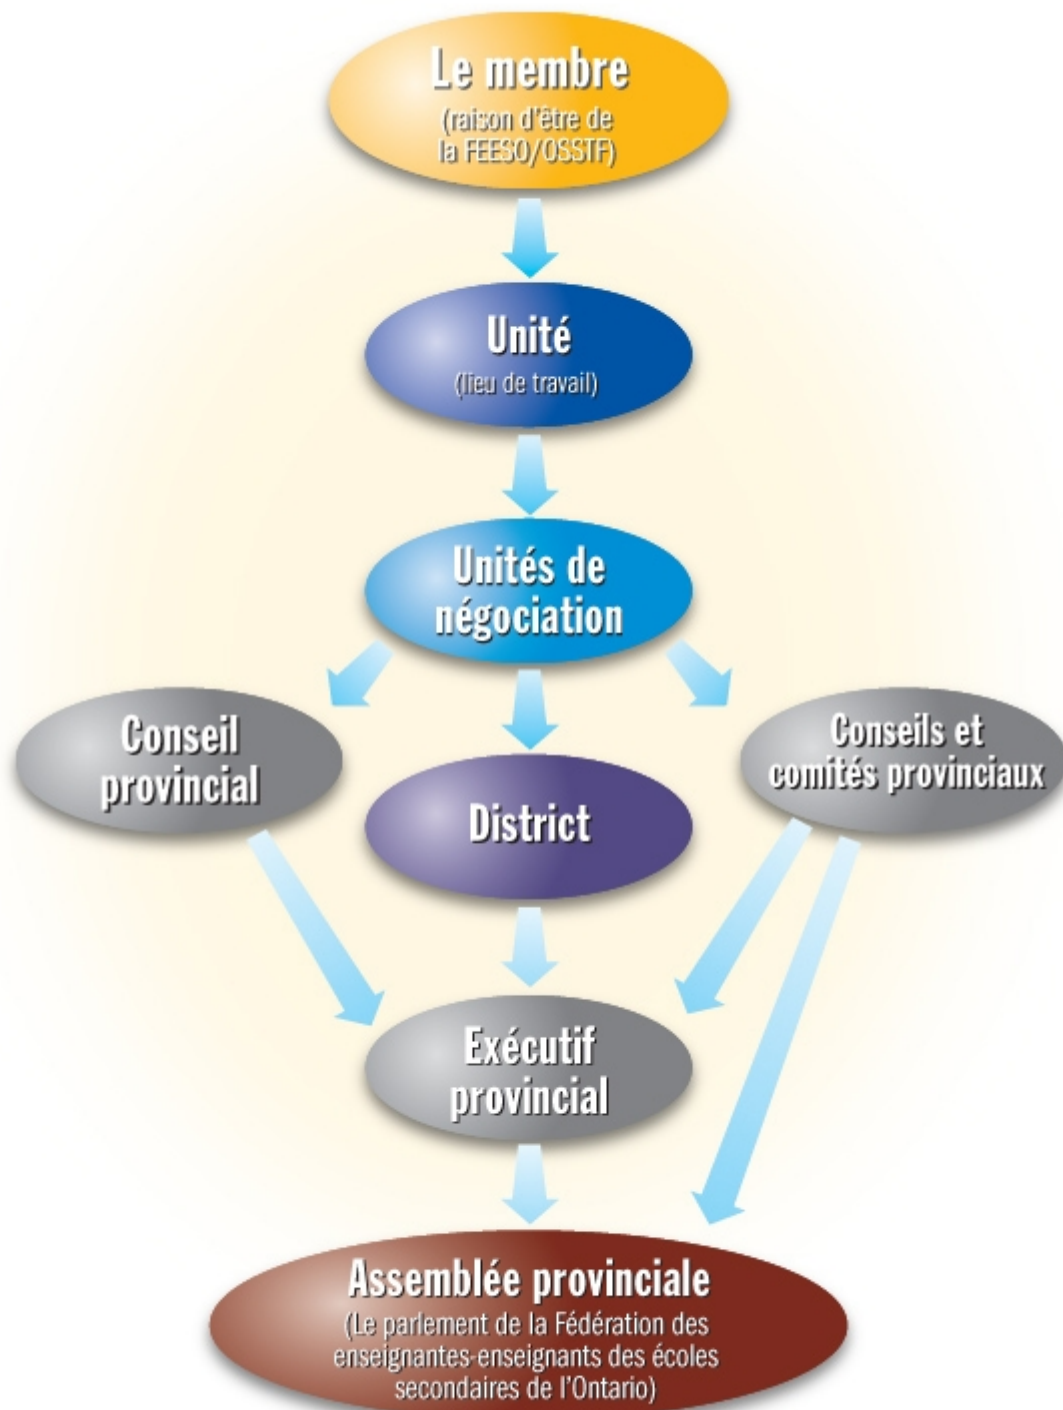 Le membre
(raison d'être de
la FEESO/OSSTF)
Unité
(lieu de travail)
Unités de
négociation
Conseil
provincial
Conseils et
comités provinciaux
District
Exécutif
provincial
Assemblée provinciale
(Le parlement de la Fédération des
enseignantes-enseignants des écoles
secondaires de l'Ontario)